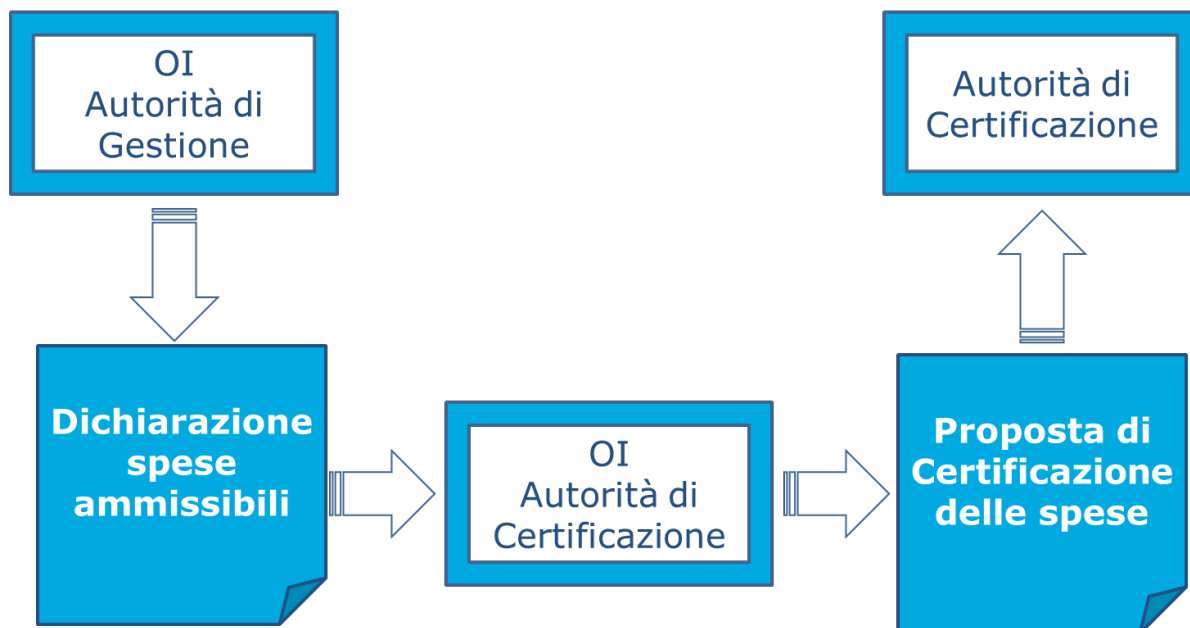 OI
Autorità di
Gestione
Autorità di
Certificazione
Dichiarazione
spese
ammissibili
OI
Autorità di
Certificazione
Proposta di
Certificazione
delle spese